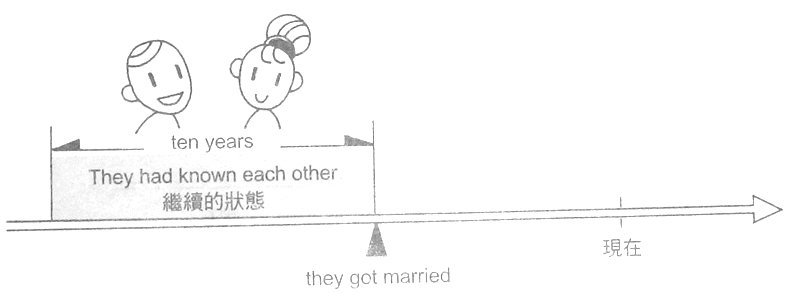 ten years
They had known each other
繼續的狀態
現在
they got married